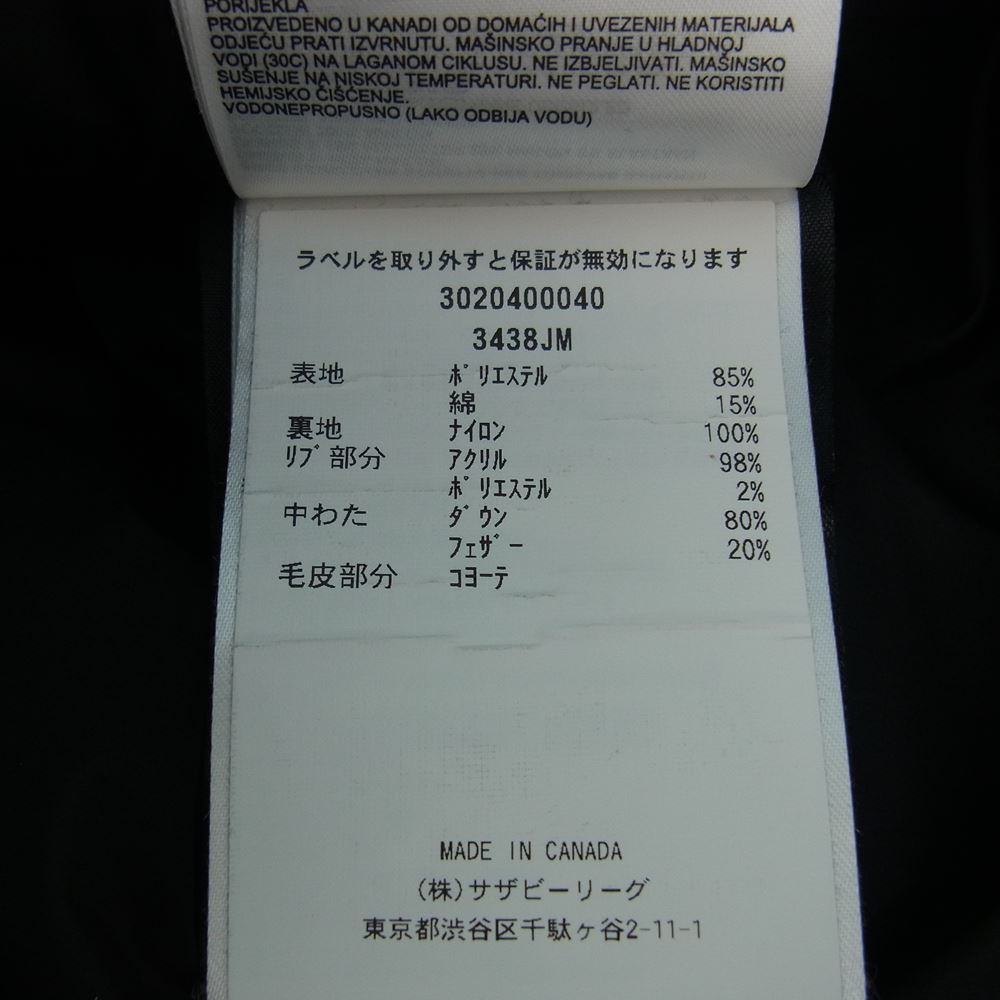 PORIJEKLA
PROIZVEDENO U KANADI OD DOMAĆIH I UVEZENIH MATERIJALA
ODJEĆU PRATI IZVRNUTU. MAŠINSKO PRANJE U HLADNOJ
VODI (30C) NA LAGANOM CIKLUSU. NE IZBJELJIVATI. MAŠINSKO
SUŠENJE NA NISKOJ TEMPERATURI. NE PEGLATI. NE KORISTITI
HEMIJSKO ČIŠĆENJE.
VODONEPROPUSNO (LAKO ODBIJA VODU)
ラベルを取り外すと保証が無効になります
3020400040
3438JM
表地 ﾎﾟﾘｴｽﾃﾙ 85%
綿 15%
裏地 ﾅｲﾛﾝ 100%
ﾘﾌﾞ部分 ｱｸﾘﾙ 98%
ﾎﾟﾘｴｽﾃﾙ 2%
中わた ﾀﾞｳﾝ 80%
ﾌｪｻﾞｰ 20%
毛皮部分 ｺﾖｰﾃ
MADE IN CANADA
(株)サザビーリーグ
東京都渋谷区千駄ヶ谷2-11-1